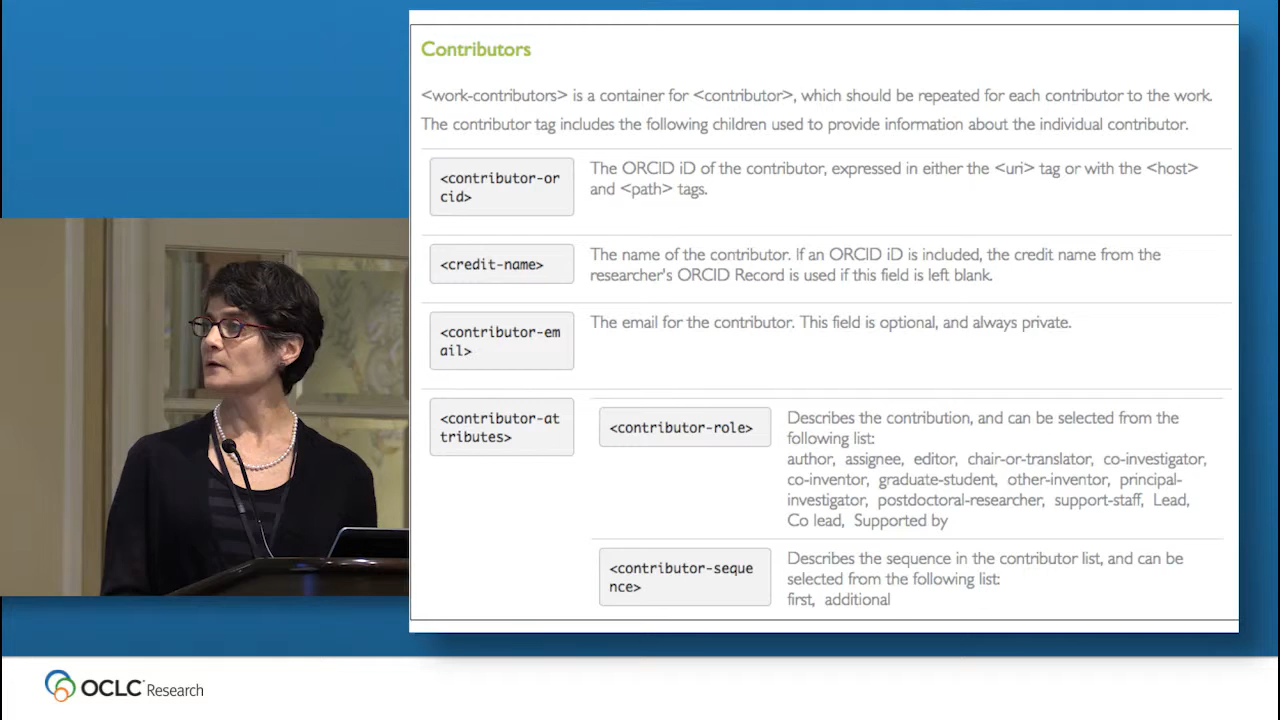 Contributors
<work-contributors> is a container for <contributor>, which should be repeated for each contributor to the work.
The contributor tag includes the following children used to provide information about the individual contributor.
<contributor-or
cid>
The ORCID iD of the contributor, expressed in either the <uri> tag or with the <host>
and <path> tags.
<credit-name>
The name of the contributor. If an ORCID iD is included, the credit name from the
researcher's ORCID Record is used if this field is left blank.
<contributor-em
ail>
The email for the contributor. This field is optional, and always private.
<contributor-at
tributes>
<contributor-role>
Describes the contribution, and can be selected from the
following list:
author, assignee, editor, chair-or-translator, co-investigator,
co-inventor, graduate-student, other-inventor, principal-
investigator, postdoctoral-researcher, support-staff, Lead,
Co lead, Supported by
<contributor-seque
nce>
Describes the sequence in the contributor list, and can be
selected from the following list:
first, additional
OCLC Research